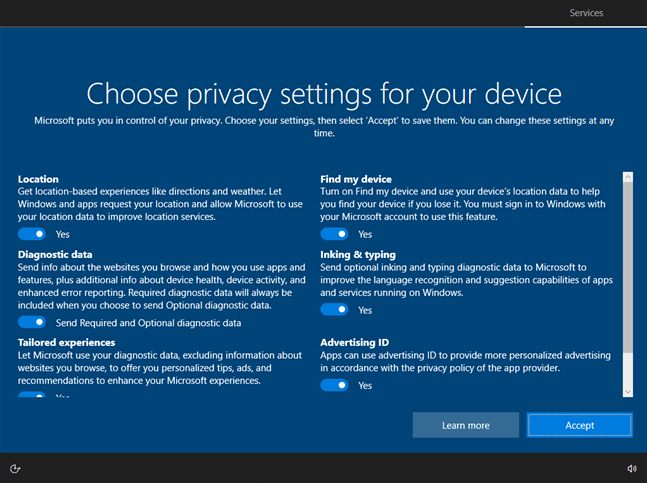 Services
Choose privacy settings for your device
Microsoft puts you in control of your privacy. Choose your settings, then select 'Accept' to save them. You can change these settings at any
time.
Location
Get location-based experiences like directions and weather. Let
Windows and apps request your location and allow Microsoft to use
your location data to improve location services.
Yes
Diagnostic data
Send info about the websites you browse and how you use apps and
features, plus additional info about device health, device activity, and
enhanced error reporting. Required diagnostic data will always be
included when you choose to send Optional diagnostic data.
Send Required and Optional diagnostic data
Tailored experiences
Let Microsoft use your diagnostic data, excluding information about
websites you browse, to offer you personalized tips, ads, and
recommendations to enhance your Microsoft experiences.
Yes
Find my device
Turn on Find my device and use your device's location data to help
you find your device if you lose it. You must sign in to Windows with
your Microsoft account to use this feature.
Yes
Inking & typing
Send optional inking and typing diagnostic data to Microsoft to
improve the language recognition and suggestion capabilities of apps
and services running on Windows.
Yes
Advertising ID
Apps can use advertising ID to provide more personalized advertising
in accordance with the privacy policy of the app provider.
Yes
Learn more
Accept